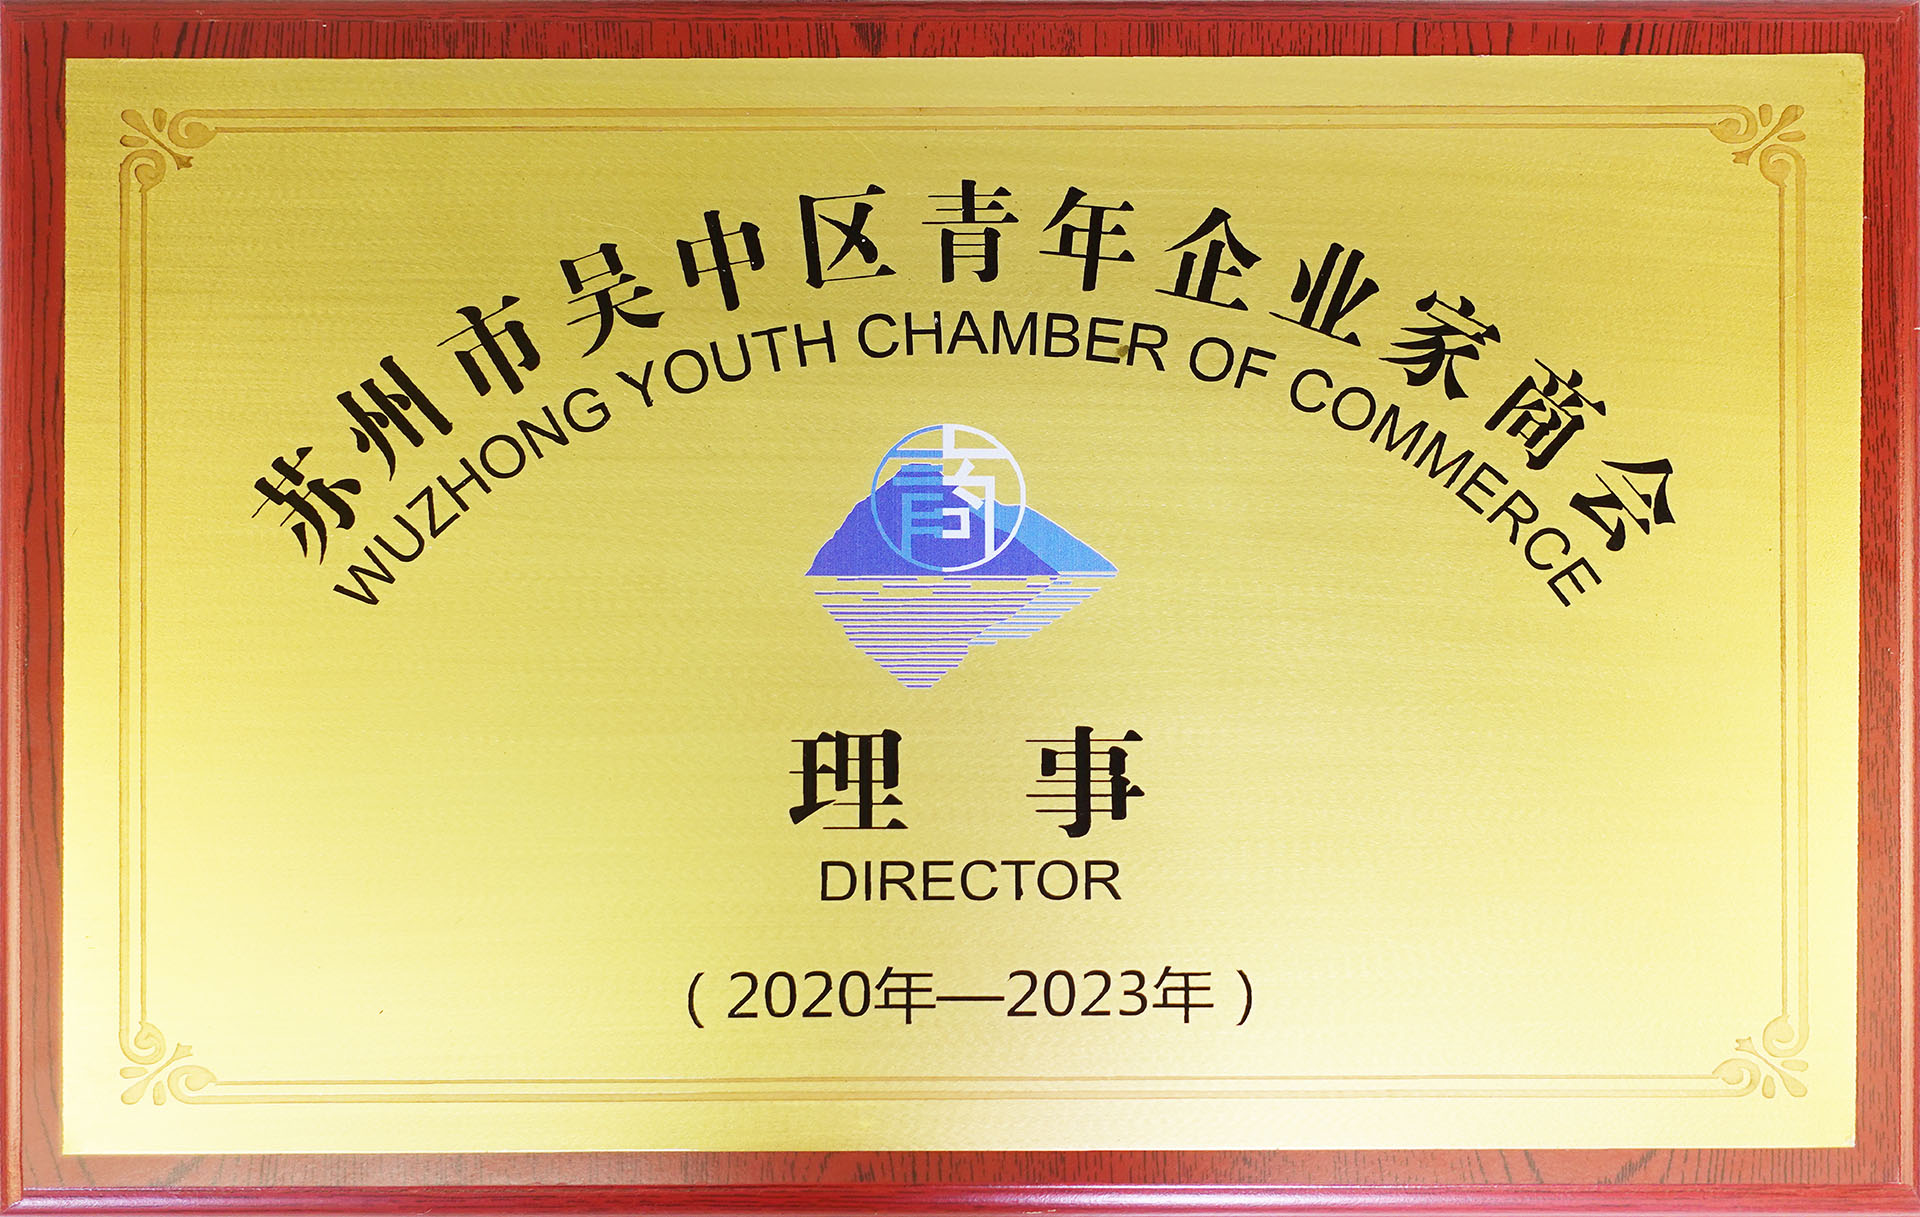 苏州市吴中区青年企业家商会
WUZHONG YOUTH CHAMBER OF COMMERCE
理事
DIRECTOR
（2020年—2023年）